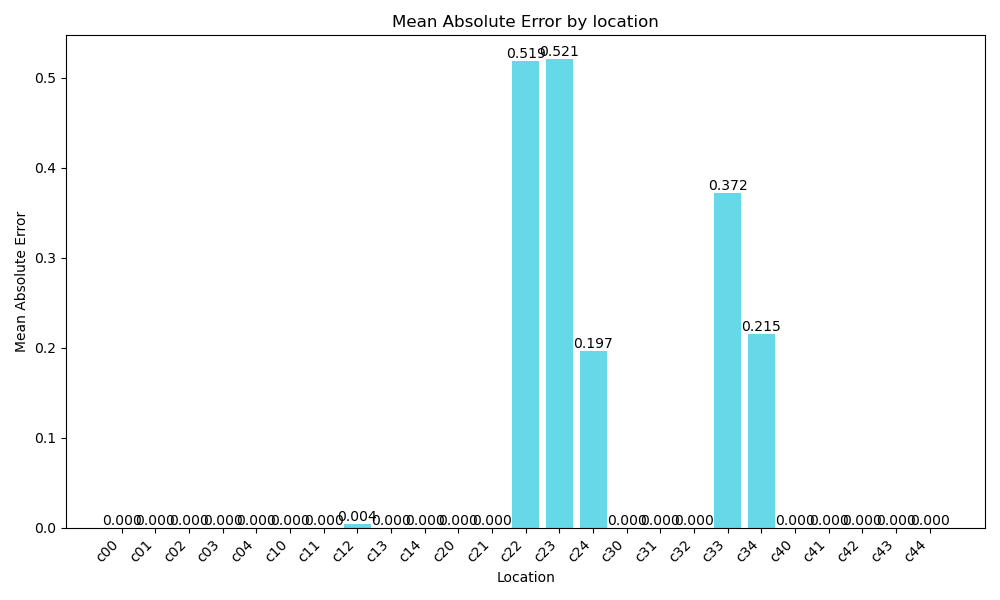 Mean Absolute Error by location
Mean Absolute Error
0.5
0.4
0.3
0.2
0.1
0.0
0.000 0.000 0.000 0.000 0.000 0.000 0.000 0.004 0.000 0.000 0.000 0.000 0.519 0.521 0.197 0.000 0.000 0.000 0.372 0.215 0.000 0.000 0.000 0.000 0.000
c00 c01 c02 c03 c04 c10 c11 c12 c13 c14 c20 c21 c22 c23 c24 c30 c31 c32 c33 c34 c40 c41 c42 c43 c44
Location